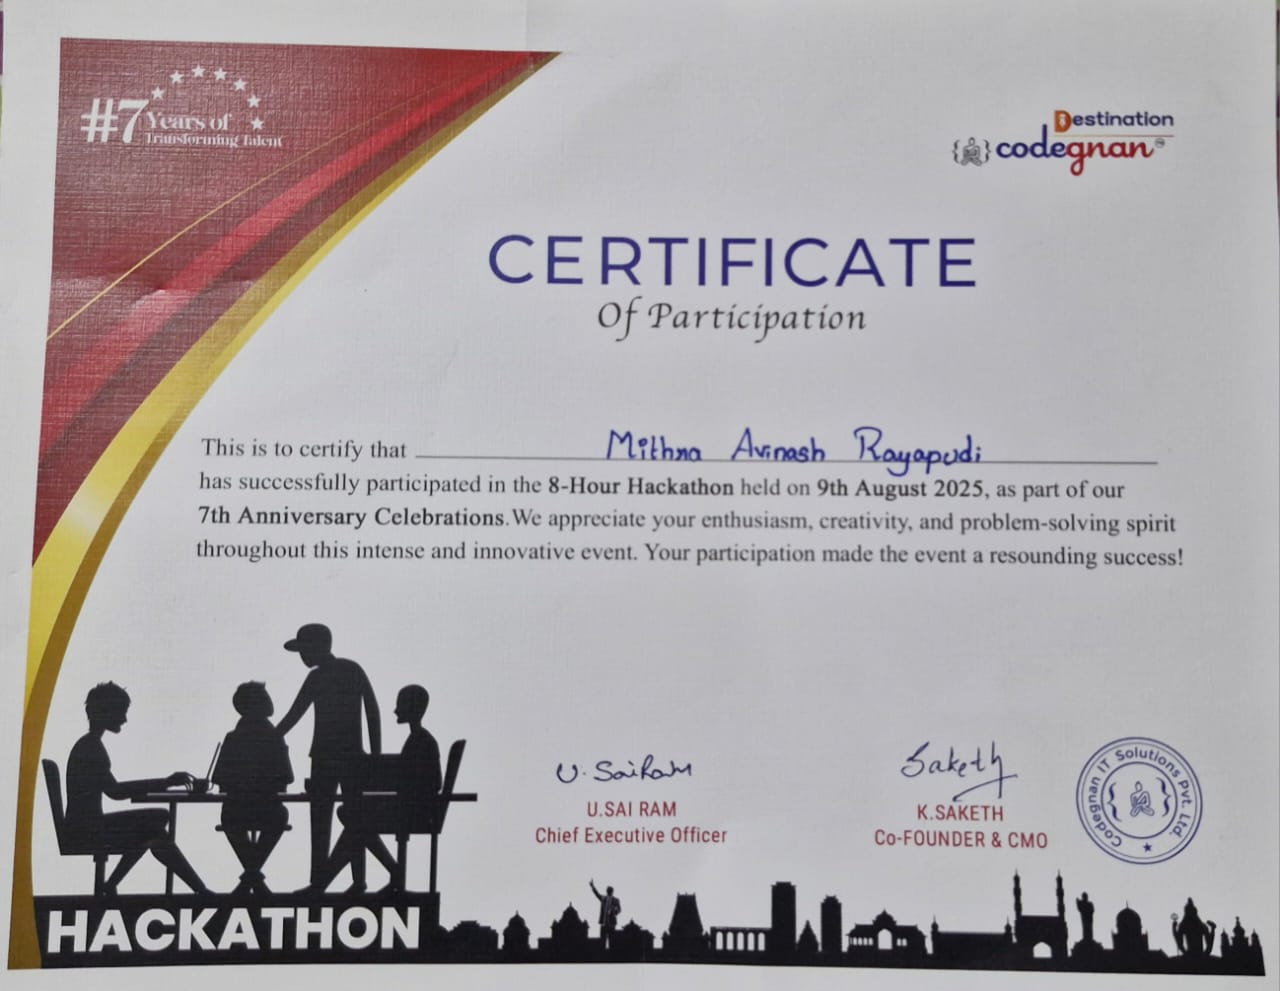 #7 Years of
Transforming Talent
Destination
codegnan
CERTIFICATE
Of Participation
This is to certify that Mithna Avinash Rayapudi
has successfully participated in the 8-Hour Hackathon held on 9th August 2025, as part of our
7th Anniversary Celebrations. We appreciate your enthusiasm, creativity, and problem-solving spirit
throughout this intense and innovative event. Your participation made the event a resounding success!
U. SaiRam
Saketh
U.SAI RAM
K.SAKETH
Chief Executive Officer
Co-FOUNDER & CMO
Codegnan IT Solutions Pvt. Ltd.
HACKATHON